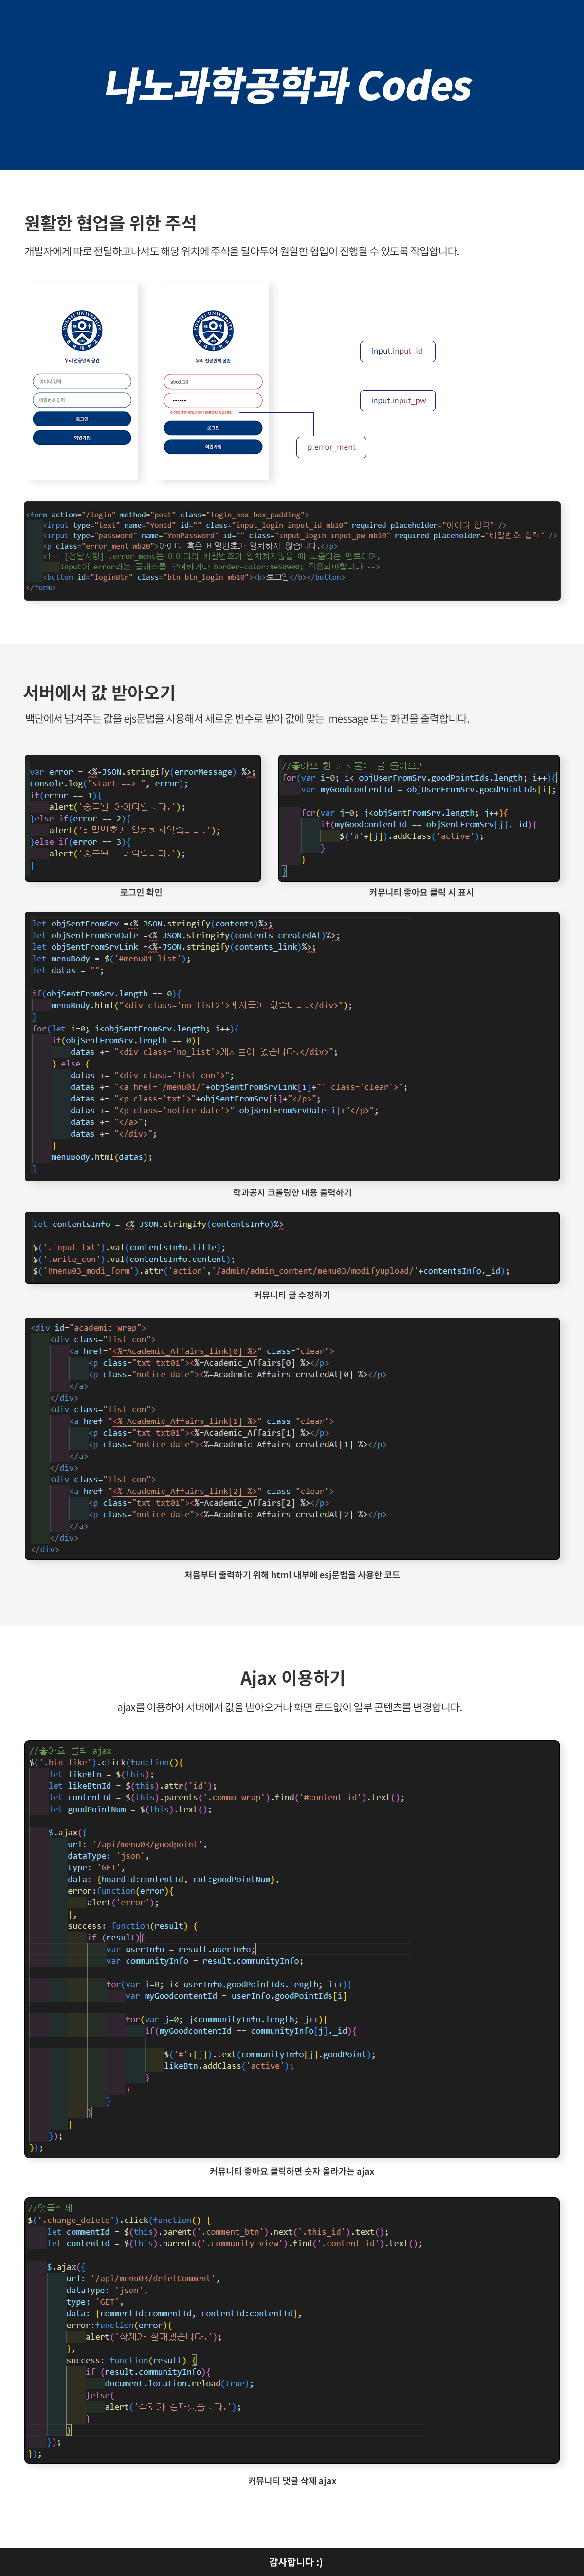 나노과학공학과 Codes
원활한 협업을 위한 주석
개발자에게 따로 전달하고나서도 해당 위치에 주석을 달아두어 원할한 협업이 진행될 수 있도록 작업합니다.
YONSEI UNIVERSITY
우리 천공만의 공간
아이디 입력
비밀번호 입력
로그인
회원가입
YONSEI UNIVERSITY
우리 천공만의 공간
abcd123
••••••
아이디 혹은 비밀번호가 일치하지 않습니다.
로그인
회원가입
input.input_id
input.input_pw
p.error_ment
<form action="/login" method="post" class="login_box box_padding">
<input type="text" name="YonId" id="" class="input_login input_id mb10" required placeholder="아이디 입력" />
<input type="password" name="YonPassword" id="" class="input_login input_pw mb10" required placeholder="비밀번호 입력" />
<p class="error_ment mb20">아이디 혹은 비밀번호가 일치하지 않습니다.</p>
<!-- [전달사항] .error_ment는 아이디와 비밀번호가 일치하지않을 때 노출되는 멘트이며,
input에 error라는 클래스를 부여하거나 border-color:#e50900; 적용되야합니다 -->
<button id="loginBtn" class="btn btn_login mb10"><b>로그인</b></button>
</form>
서버에서 값 받아오기
백단에서 넘겨주는 값을 ejs문법을 사용해서 새로운 변수로 받아 값에 맞는 message 또는 화면을 출력합니다.
var error = <%-JSON.stringify(errorMessage) %>;
console.log("start ==> ", error);
if(error == 1){
alert('중복된 아이디입니다.');
}else if(error == 2){
alert('비밀번호가 일치하지않습니다.');
}else if(error == 3){
alert('중복된 닉네임입니다.');
}
로그인 확인
//좋아요 한 게시물에 불 들어오기
for(var i=0; i< objUserFromSrv.goodPointIds.length; i++){
var myGoodcontentId = objUserFromSrv.goodPointIds[i];
for(var j=0; j<objSentFromSrv.length; j++){
if(myGoodcontentId == objSentFromSrv[j]._id){
$('#'+[j]).addClass('active');
}
}
}
커뮤니티 좋아요 클릭 시 표시
let objSentFromSrv =<%-JSON.stringify(contents)%>;
let objSentFromSrvDate =<%-JSON.stringify(contents_createdAt)%>;
let objSentFromSrvLink =<%-JSON.stringify(contents_link)%>;
let menuBody = $('#menu01_list');
let datas = "";
if(objSentFromSrv.length == 0){
menuBody.html("<div class='no_list2'>게시물이 없습니다.</div>");
}
for(let i=0; i<objSentFromSrv.length; i++){
if(objSentFromSrv.length == 0){
datas += "<div class='no_list'>게시물이 없습니다.</div>";
} else {
datas += "<div class='list_con'>";
datas += "<a href='/menu01/"+objSentFromSrvLink[i]+"' class='clear'>";
datas += "<p class='txt'>"+objSentFromSrv[i]+"</p>";
datas += "<p class='notice_date'>"+objSentFromSrvDate[i]+"</p>";
datas += "</a>";
datas += "</div>";
}
menuBody.html(datas);
}
학과공지 크롤링한 내용 출력하기
let contentsInfo = <%-JSON.stringify(contentsInfo)%>
$('.input_txt').val(contentsInfo.title);
$('.write_con').val(contentsInfo.content);
$('#menu03_modi_form').attr('action','/admin/admin_content/menu03/modifyupload/'+contentsInfo._id);
커뮤니티 글 수정하기
<div id="academic_wrap">
<div class="list_con">
<a href="<%=Academic_Affairs_link[0] %>" class="clear">
<p class="txt txt01"><%=Academic_Affairs[0] %></p>
<p class="notice_date"><%=Academic_Affairs_createdAt[0] %></p>
</a>
</div>
<div class="list_con">
<a href="<%=Academic_Affairs_link[1] %>" class="clear">
<p class="txt txt01"><%=Academic_Affairs[1] %></p>
<p class="notice_date"><%=Academic_Affairs_createdAt[1] %></p>
</a>
</div>
<div class="list_con">
<a href="<%=Academic_Affairs_link[2] %>" class="clear">
<p class="txt txt01"><%=Academic_Affairs[2] %></p>
<p class="notice_date"><%=Academic_Affairs_createdAt[2] %></p>
</a>
</div>
</div>
처음부터 출력하기 위해 html 내부에 esj문법을 사용한 코드
Ajax 이용하기
ajax를 이용하여 서버에서 값을 받아오거나 화면 로드없이 일부 콘텐츠를 변경합니다.
//좋아요 클릭 ajax
$('.btn_like').click(function(){
let likeBtn = $(this);
let likeBtnId = $(this).attr('id');
let contentId = $(this).parents('.commu_wrap').find('#content_id').text();
let goodPointNum = $(this).text();
$.ajax({
url: '/api/menu03/goodpoint',
dataType: 'json',
type: 'GET',
data: {boardId:contentId, cnt:goodPointNum},
error:function(error){
alert('error');
},
success: function(result) {
if (result){
var userInfo = result.userInfo;
var communityInfo = result.communityInfo;
for(var i=0; i< userInfo.goodPointIds.length; i++){
var myGoodcontentId = userInfo.goodPointIds[i]
for(var j=0; j<communityInfo.length; j++){
if(myGoodcontentId == communityInfo[j]._id){
$('#'+[j]).text(communityInfo[j].goodPoint);
likeBtn.addClass('active');
}
}
}
}
}
});
});
커뮤니티 좋아요 클릭하면 숫자 올라가는 ajax
//댓글삭제
$('.change_delete').click(function() {
let commentId = $(this).parent('.comment_btn').next('.this_id').text();
let contentId = $(this).parents('.community_view').find('.content_id').text();
$.ajax({
url: '/api/menu03/deletComment',
dataType: 'json',
type: 'GET',
data: {commentId:commentId, contentId:contentId},
error:function(error){
alert('삭제가 실패했습니다.');
},
success: function(result) {
if (result.communityInfo){
document.location.reload(true);
}else{
alert('삭제가 실패했습니다.');
}
}
});
});
커뮤니티 댓글 삭제 ajax
감사합니다 :)